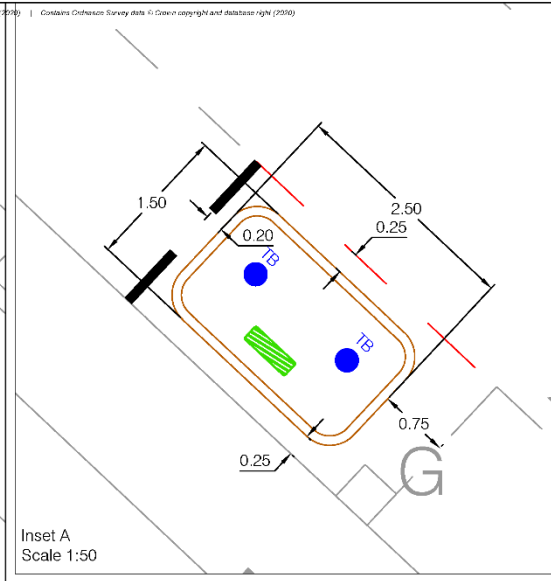 2020) | Contains Ordnance Survey data © Crown copyright and database right (2020)
1.50
2.50
0.25
0.20
TB
TB
0.75
0.25
G
Inset A
Scale 1:50